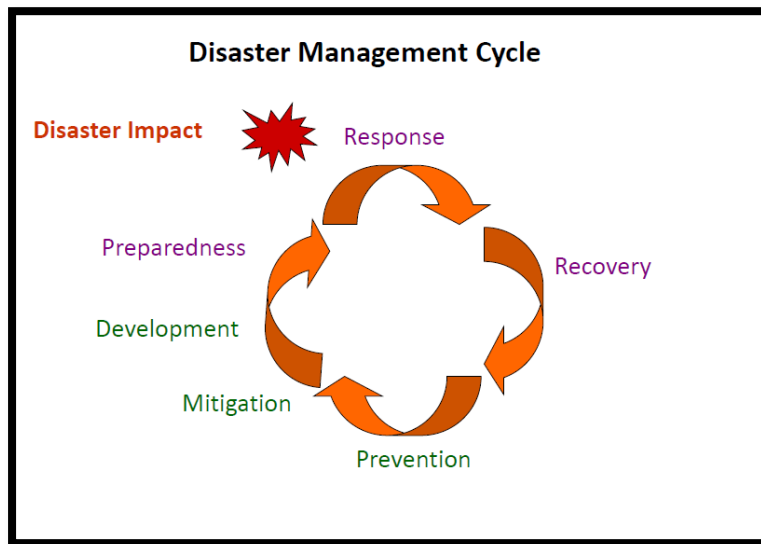 Disaster Management Cycle
Disaster Impact
Response
Preparedness
Recovery
Development
Mitigation
Prevention